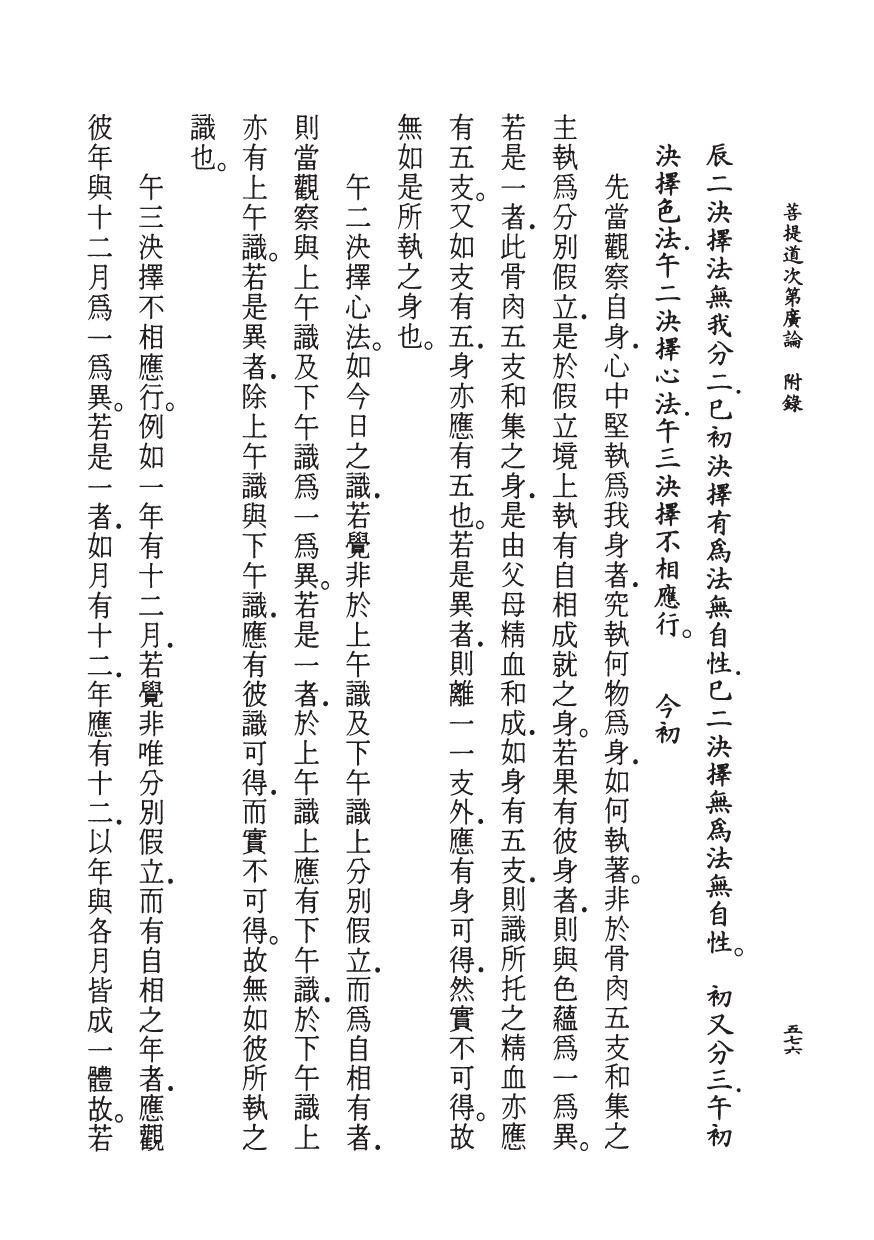 菩提道次第廣論　附錄
五七六
辰二決擇法無我分二．巳初決擇有爲法無自性．巳二決擇無爲法無自性。　初又分三．午初
決擇色法．午二決擇心法．午三決擇不相應行。　今初
先當觀察自身．心中堅執爲我身者．究執何物爲身．如何執著。非於骨肉五支和集之
主執爲分別假立．是於假立境上執有自相成就之身。若果有彼身者．則與色蘊爲一爲異。
若是一者．此骨肉五支和集之身．是由父母精血和成．如身有五支．則識所托之精血亦應
有五支。又如支有五．身亦應有五也。若是異者．則離一一支外．應有身可得．然實不可得。故
無如是所執之身也。
午二決擇心法。如今日之識．若覺非於上午識及下午識上分別假立．而爲自相有者．
則當觀察與上午識及下午識爲一爲異。若是一者．於上午識上應有下午識．於下午識上
亦有上午識。若是異者．除上午識與下午識．應有彼識可得．而實不可得。故無如彼所執之
識也。
午三決擇不相應行。例如一年有十二月．若覺非唯分別假立．而有自相之年者．應觀
彼年與十二月爲一爲異。若是一者．如月有十二．年應有十二．以年與各月皆成一體故。若